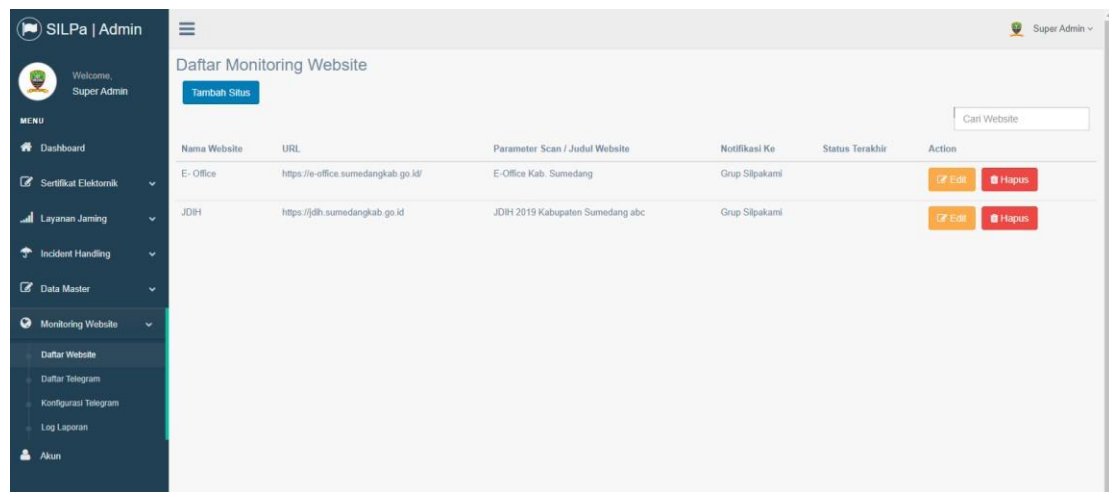 SILPa | Admin
Super Admin
Welcome,
Super Admin
MENU
Dashboard
Sertifikat Elektornik
Layanan Jaming
Incident Handling
Data Master
Monitoring Website
Daftar Website
Daftar Telegram
Konfigurasi Telegram
Log Laporan
Akun
Daftar Monitoring Website
Tambah Situs
Cari Website
Nama Website URL Parameter Scan / Judul Website Notifikasi Ke Status Terakhir Action
E- Office https://e-office.sumedangkab.go.id/ E-Office Kab. Sumedang Grup Silpakami Edit Hapus
JDIH https://jdih.sumedangkab.go.id JDIH 2019 Kabupaten Sumedang abc Grup Silpakami Edit Hapus